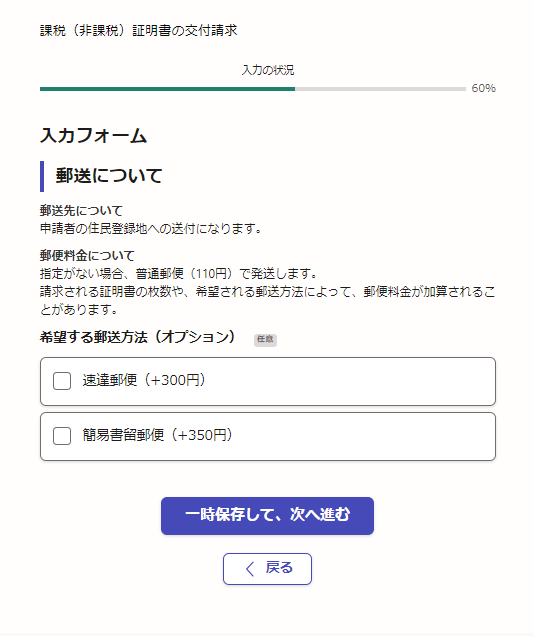 課税（非課税）証明書の交付請求
入力の状況
60%
入力フォーム
郵送について
郵送先について
申請者の住民登録地への送付になります。
郵便料金について
指定がない場合、普通郵便（110円）で発送します。
請求される証明書の枚数や、希望される郵送方法によって、郵便料金が加算されるこ
とがあります。
希望する郵送方法（オプション） 任意
速達郵便（+300円）
簡易書留郵便（+350円）
一時保存して、次へ進む
戻る